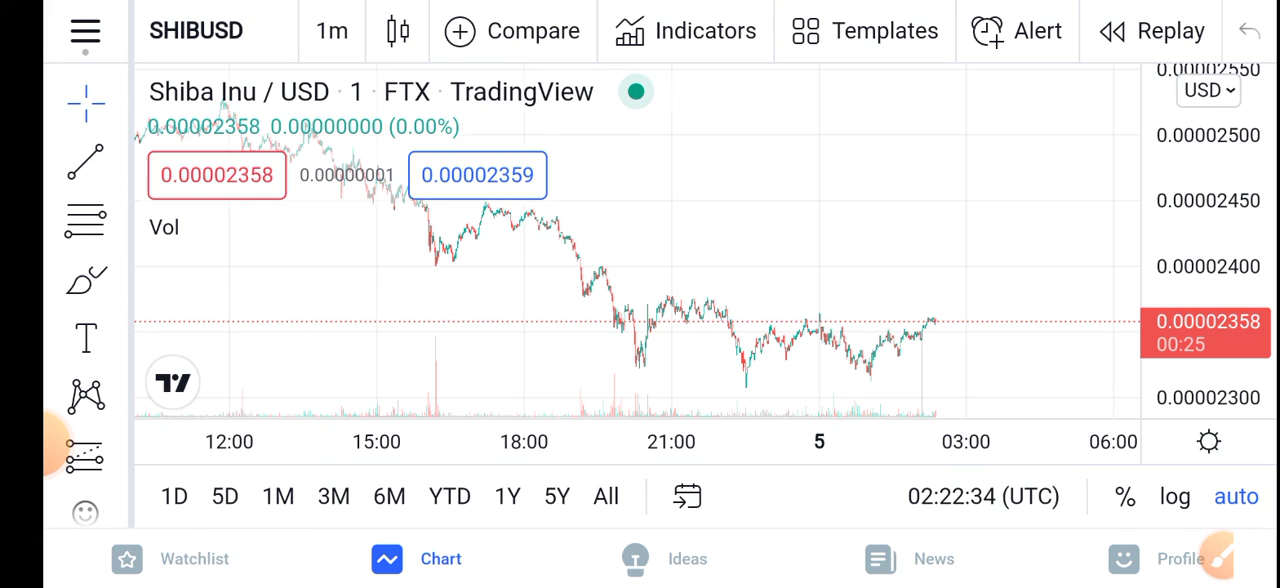 SHIBUSD 1m Compare Indicators Templates Alert Replay
Shiba Inu / USD · 1 · FTX · TradingView
0.00002358 0.00000000 (0.00%)
0.00002358 0.00000001 0.00002359
Vol
0.00002550
USD
0.00002500
0.00002450
0.00002400
0.00002358
00:25
0.00002300
12:00 15:00 18:00 21:00 5 03:00 06:00
1D 5D 1M 3M 6M YTD 1Y 5Y All 02:22:34 (UTC) % log auto
Watchlist Chart Ideas News Profile